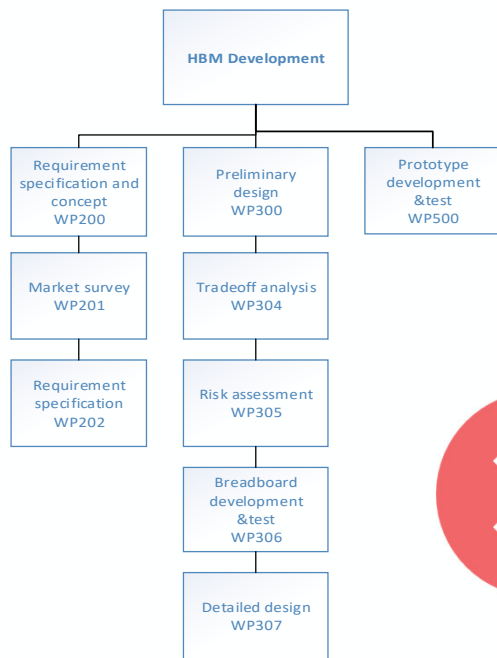 HBM Development
Requirement
specification and
concept
WP200
Preliminary
design
WP300
Prototype
development
&test
WP500
Market survey
WP201
Tradeoff analysis
WP304
Requirement
specification
WP202
Risk assessment
WP305
Breadboard
development
&test
WP306
Detailed design
WP307